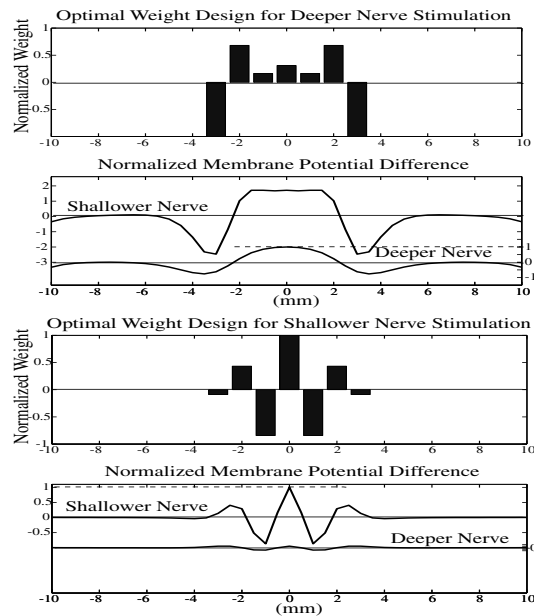 Optimal Weight Design for Deeper Nerve Stimulation
Normalized Weight
1
0.5
0
0.5
-10 -8 -6 -4 -2 0 2 4 6 8 10
Normalized Membrane Potential Difference
2
1
0
-1
-2
-3
Shallower Nerve
Deeper Nerve
1
0
-1
-10 -8 -6 -4 -2 0 2 4 6 8 10
(mm)
Optimal Weight Design for Shallower Nerve Stimulation
Normalized Weight
1
0.5
0
-0.5
-1
-10 -8 -6 -4 -2 0 2 4 6 8 10
Normalized Membrane Potential Difference
1
0.5
0
-0.5
Shallower Nerve
Deeper Nerve
0
-10 -8 -6 -4 -2 0 2 4 6 8 10
(mm)